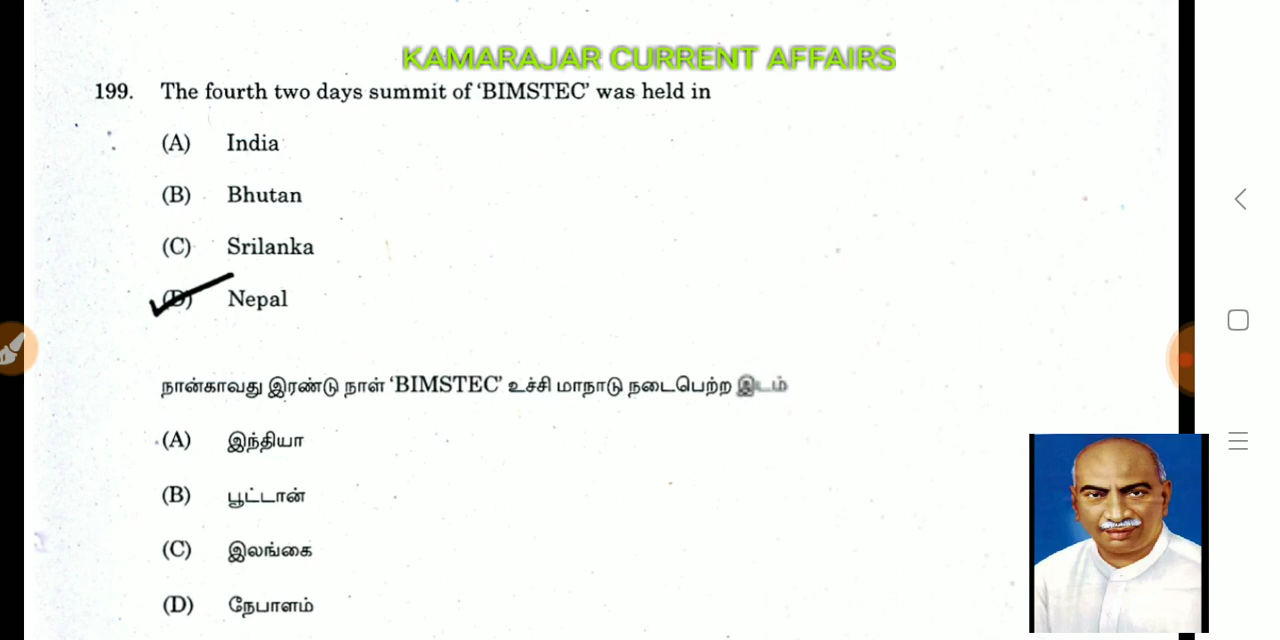 KAMARAJAR CURRENT AFFAIRS
199. The fourth two days summit of ‘BIMSTEC’ was held in
(A) India
(B) Bhutan
(C) Srilanka
(D) Nepal
நான்காவது இரண்டு நாள் ‘BIMSTEC’ உச்சி மாநாடு நடைபெற்ற இடம்
(A) இந்தியா
(B) பூட்டான்
(C) இலங்கை
(D) நேபாளம்